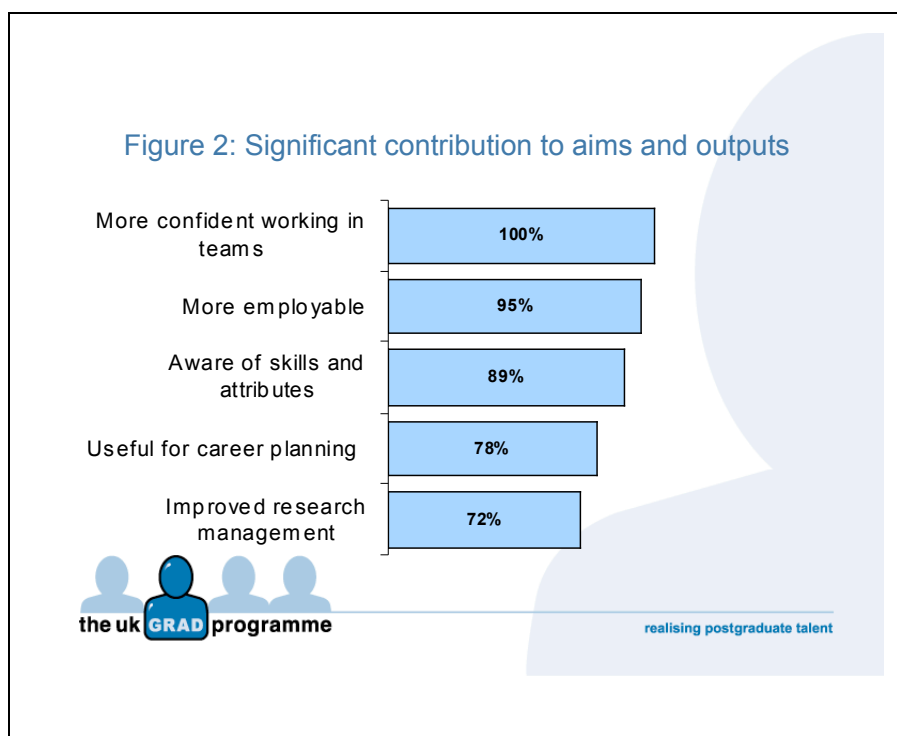 Figure 2: Significant contribution to aims and outputs
More confident working in
teams
100%
More employable
95%
Aware of skills and
attributes
89%
Useful for career planning
78%
Improved research
management
72%
the uk GRAD programme
realising postgraduate talent